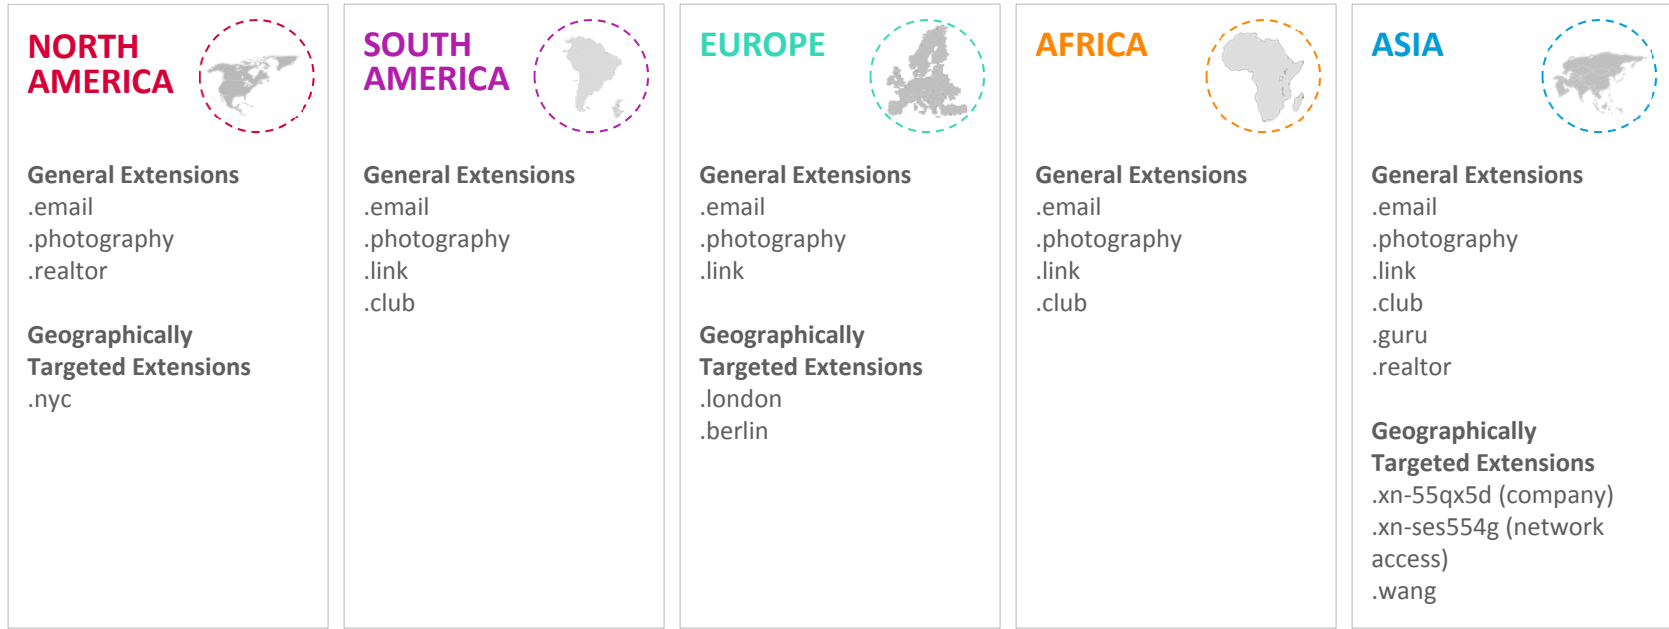 NORTH
AMERICA
General Extensions
.email
.photography
.realtor
Geographically
Targeted Extensions
.nyc
SOUTH
AMERICA
General Extensions
.email
.photography
.link
.club
EUROPE
General Extensions
.email
.photography
.link
Geographically
Targeted Extensions
.london
.berlin
AFRICA
General Extensions
.email
.photography
.link
.club
ASIA
General Extensions
.email
.photography
.link
.club
.guru
.realtor
Geographically
Targeted Extensions
.xn-55qx5d (company)
.xn-ses554g (network
access)
.wang